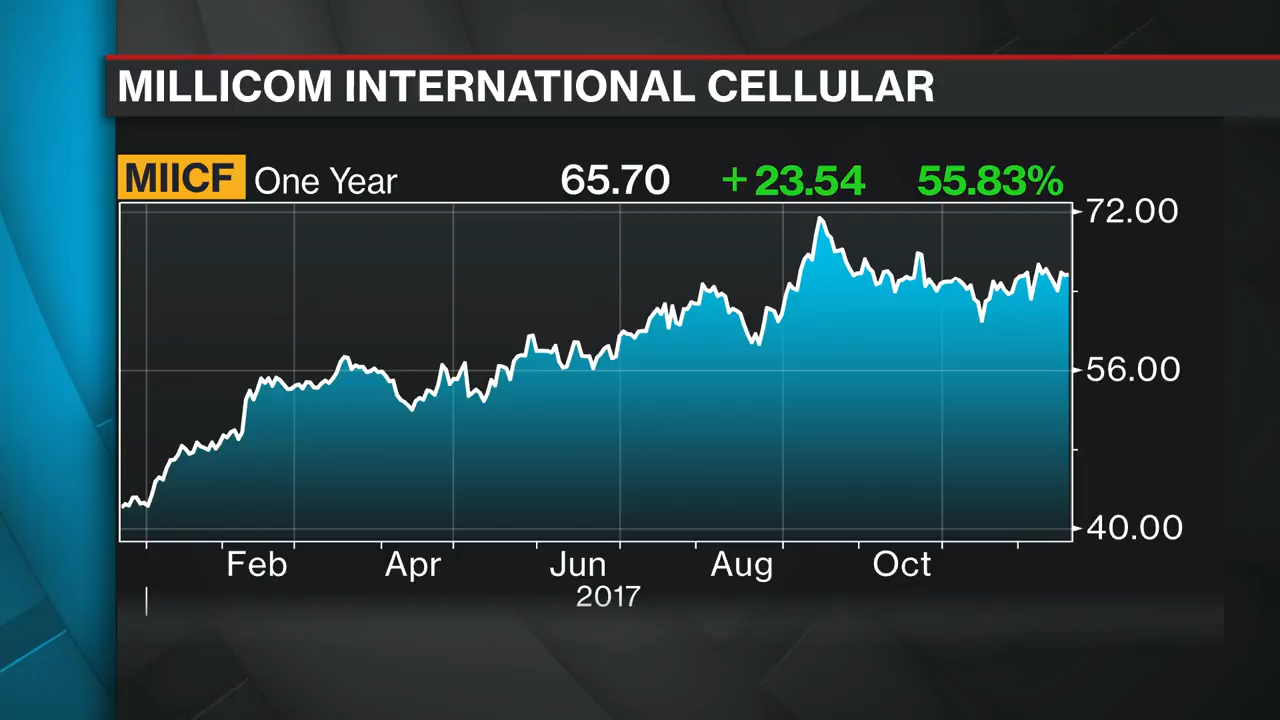 MILLICOM INTERNATIONAL CELLULAR
MIICF One Year 65.70 +23.54 55.83%
72.00
56.00
40.00
Feb Apr Jun Aug Oct
2017